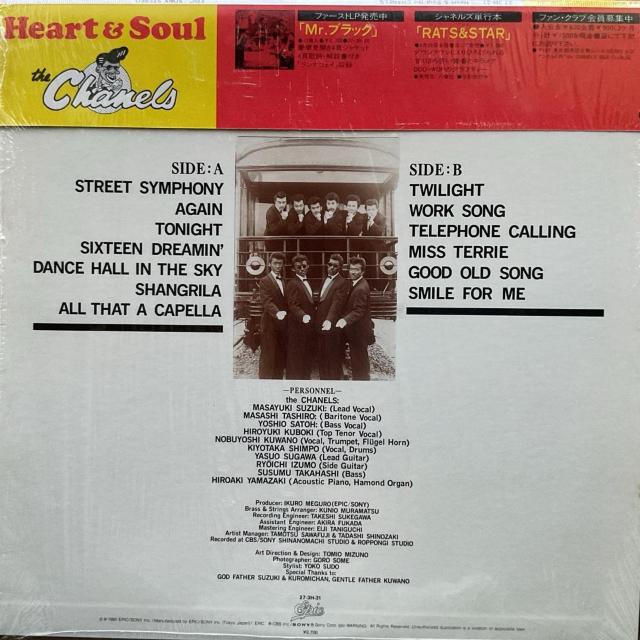 Heart & Soul
the
Chanels
ファーストLP発売中
「Mr.ブラック」
シャネルズ単行本
「RATS&STAR」
ファン・クラブ会員募集中
SIDE:A
STREET SYMPHONY
AGAIN
TONIGHT
SIXTEEN DREAMIN'
DANCE HALL IN THE SKY
SHANGRILA
ALL THAT A CAPELLA
SIDE:B
TWILIGHT
WORK SONG
TELEPHONE CALLING
MISS TERRIE
GOOD OLD SONG
SMILE FOR ME
—PERSONNEL—
the CHANELS:
MASAYUKI SUZUKI: (Lead Vocal)
MASASHI TASHIRO: (Baritone Vocal)
YOSHIO SATOH: (Bass Vocal)
HIROYUKI KUBOKI (Top Tenor Vocal)
NOBUYOSHI KUWANO (Vocal, Trumpet, Flügel Horn)
KIYOTAKA SHIMPO (Vocal, Drums)
YASUO SUGAWA (Lead Guitar)
RYŌICHI IZUMO (Side Guitar)
SUSUMU TAKAHASHI (Bass)
HIROAKI YAMAZAKI (Acoustic Piano, Hamond Organ)
Producer: IKURO MEGURO (EPIC/SONY)
Brass & Strings Arranger: KUNIO MURAMATSU
Recording Engineer: TAKESHI SUKEGAWA
Assistant Engineer: AKIRA FUKADA
Mastering Engineer: EIJI TANIGUCHI
Artist Manager: TAMOTSU SAWAFUJI & TADASHI SHINOZAKI
Recorded at CBS/SONY SHINANOMACHI STUDIO & ROPPONGI STUDIO
Art Direction & Design: TOMIO MIZUNO
Photographer: GORO SOME
Stylist: YOKO SUDO
Special Thanks to:
GOD FATHER SUZUKI & KUROMICHAN, GENTLE FATHER KUWANO
27・3H-31
Epic
¥2,700